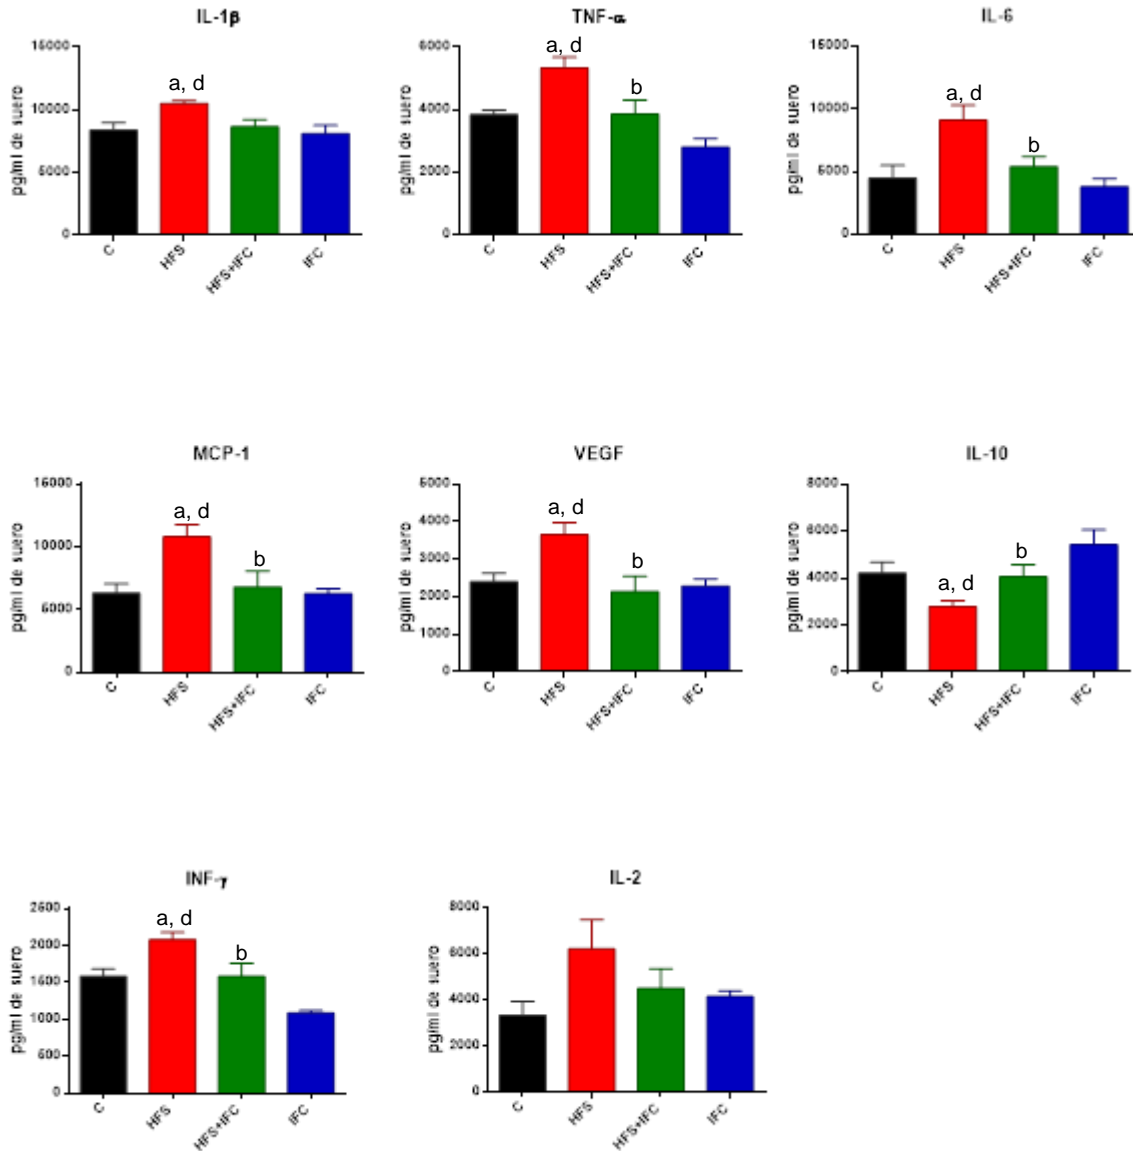 IL-1β
pg/ml de suero
15000
10000
5000
0
a, d
C
HFS
HFS+IFC
IFC
TNF-α
pg/ml de suero
6000
4000
2000
0
a, d
b
C
HFS
HFS+IFC
IFC
IL-6
pg/ml de suero
15000
10000
5000
0
a, d
b
C
HFS
HFS+IFC
IFC
MCP-1
pg/ml de suero
15000
10000
5000
0
a, d
b
C
HFS
HFS+IFC
IFC
VEGF
pg/ml de suero
5000
4000
3000
2000
1000
0
a, d
b
C
HFS
HFS+IFC
IFC
IL-10
pg/ml de suero
8000
6000
4000
2000
0
a, d
b
C
HFS
HFS+IFC
IFC
INF-γ
pg/ml de suero
2500
2000
1500
1000
500
0
a, d
b
C
HFS
HFS+IFC
IFC
IL-2
pg/ml de suero
8000
6000
4000
2000
0
C
HFS
HFS+IFC
IFC